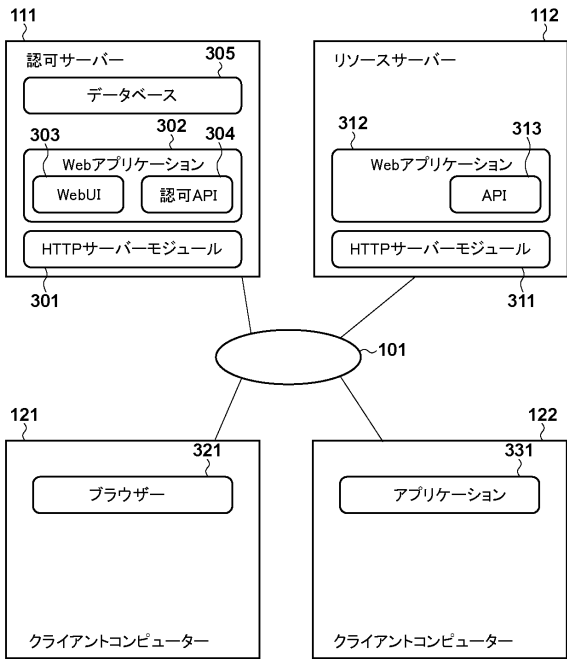 111
認可サーバー
305
データベース
302
303
304
Webアプリケーション
WebUI
認可API
HTTPサーバーモジュール
301
112
リソースサーバー
312
313
Webアプリケーション
API
HTTPサーバーモジュール
311
101
121
321
ブラウザー
クライアントコンピューター
122
331
アプリケーション
クライアントコンピューター